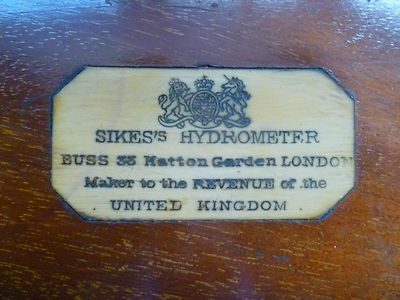 SIKES'S HYDROMETER
BUSS 33 Hatton Garden LONDON
Maker to the REVENUE of the
. UNITED KINGDOM .